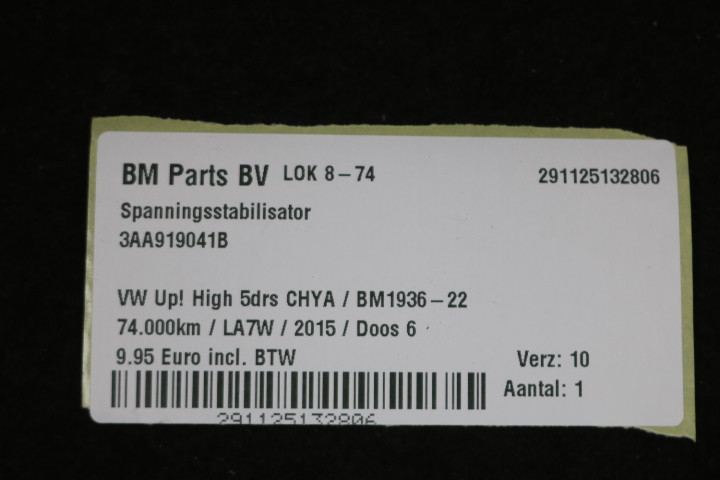 BM Parts BV LOK 8-74 291125132806
Spanningsstabilisator
3AA919041B
VW Up! High 5drs CHYA / BM1936-22
74.000km / LA7W / 2015 / Doos 6
9.95 Euro incl. BTW Verz: 10
Aantal: 1
291125132806